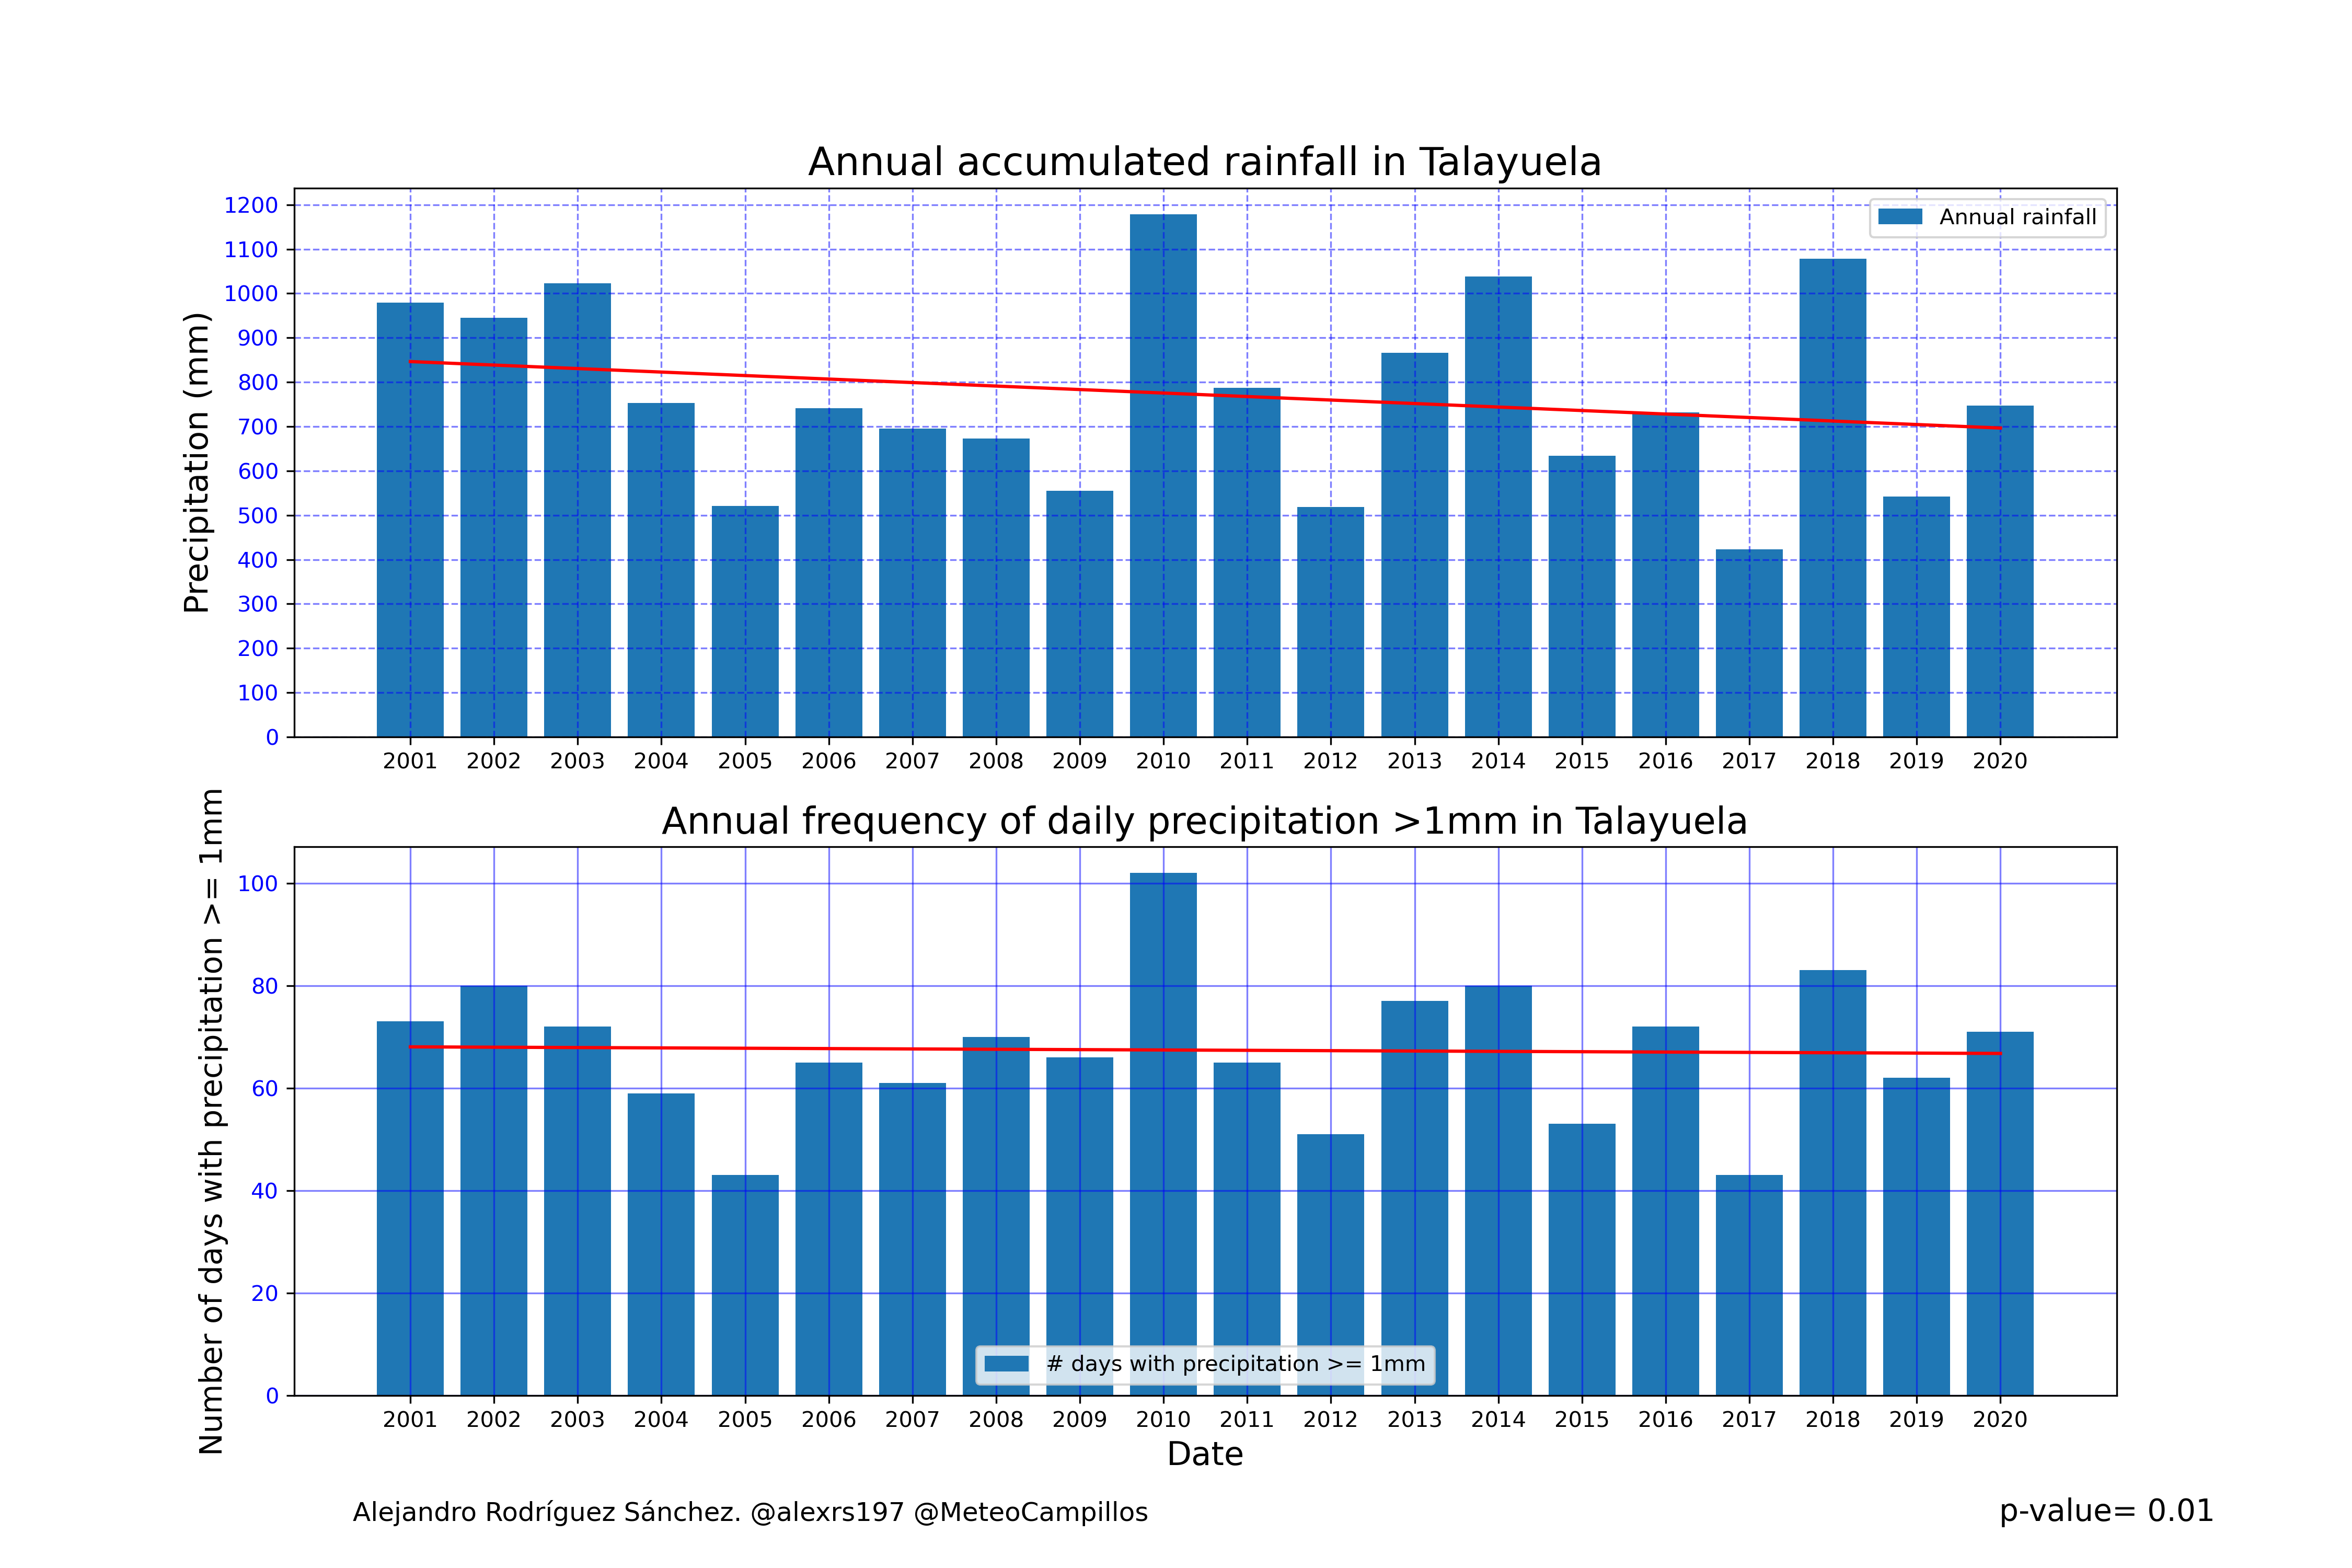 Annual accumulated rainfall in Talayuela
Precipitation (mm)
1200
1100
1000
900
800
700
600
500
400
300
200
100
0
Annual rainfall
2001 2002 2003 2004 2005 2006 2007 2008 2009 2010 2011 2012 2013 2014 2015 2016 2017 2018 2019 2020
Annual frequency of daily precipitation >1mm in Talayuela
Number of days with precipitation >= 1mm
100
80
60
40
20
0
# days with precipitation >= 1mm
2001 2002 2003 2004 2005 2006 2007 2008 2009 2010 2011 2012 2013 2014 2015 2016 2017 2018 2019 2020
Date
Alejandro Rodríguez Sánchez. @alexrs197 @MeteoCampillos
p-value= 0.01